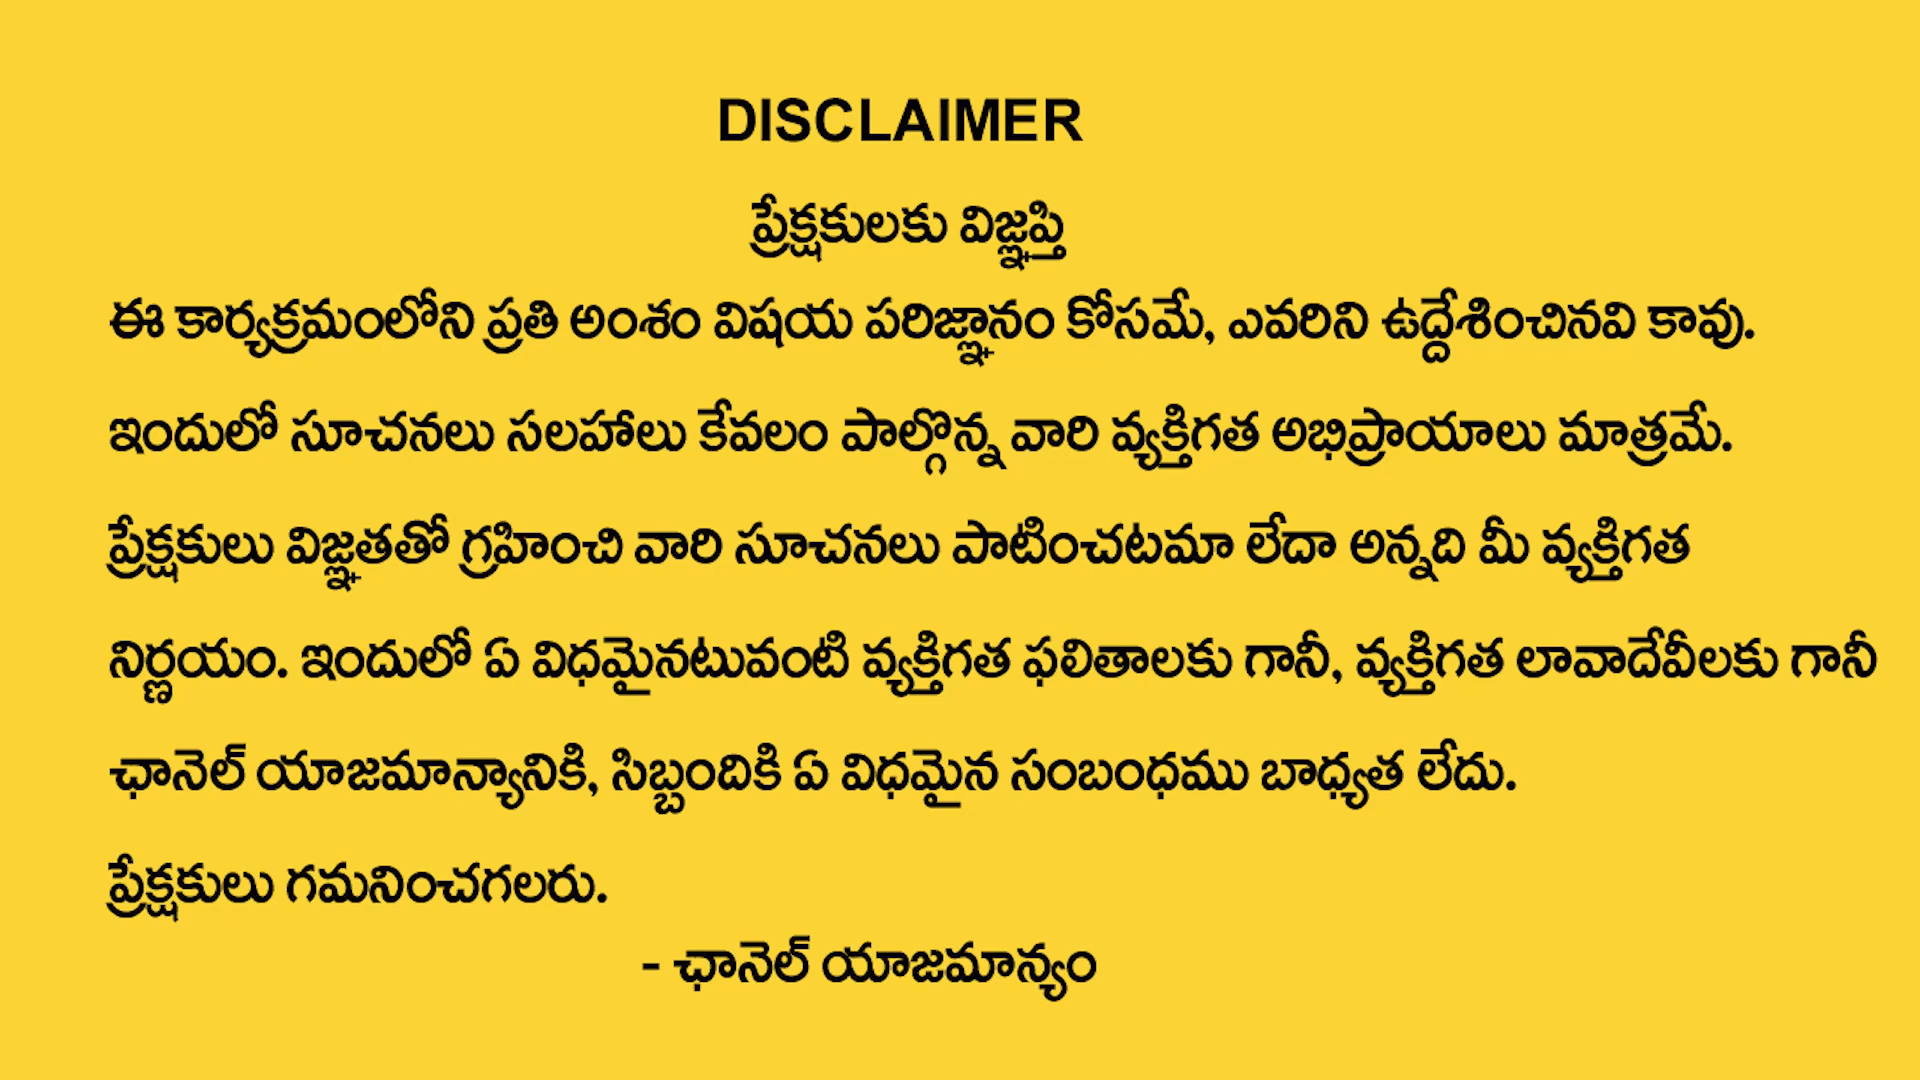 DISCLAIMER
ప్రేక్షకులకు విజ్ఞప్తి
ఈ కార్యక్రమంలోని ప్రతి అంశం విషయ పరిజ్ఞానం కోసమే, ఎవరిని ఉద్దేశించినవి కావు.
ఇందులో సూచనలు సలహాలు కేవలం పాల్గొన్న వారి వ్యక్తిగత అభిప్రాయాలు మాత్రమే.
ప్రేక్షకులు విజ్ఞతతో గ్రహించి వారి సూచనలు పాటించటమా లేదా అన్నది మీ వ్యక్తిగత
నిర్ణయం. ఇందులో ఏ విధమైనటువంటి వ్యక్తిగత ఫలితాలకు గానీ, వ్యక్తిగత లావాదేవీలకు గానీ
ఛానెల్ యాజమాన్యానికి, సిబ్బందికి ఏ విధమైన సంబంధము బాధ్యత లేదు.
ప్రేక్షకులు గమనించగలరు.
- ఛానెల్ యాజమాన్యం